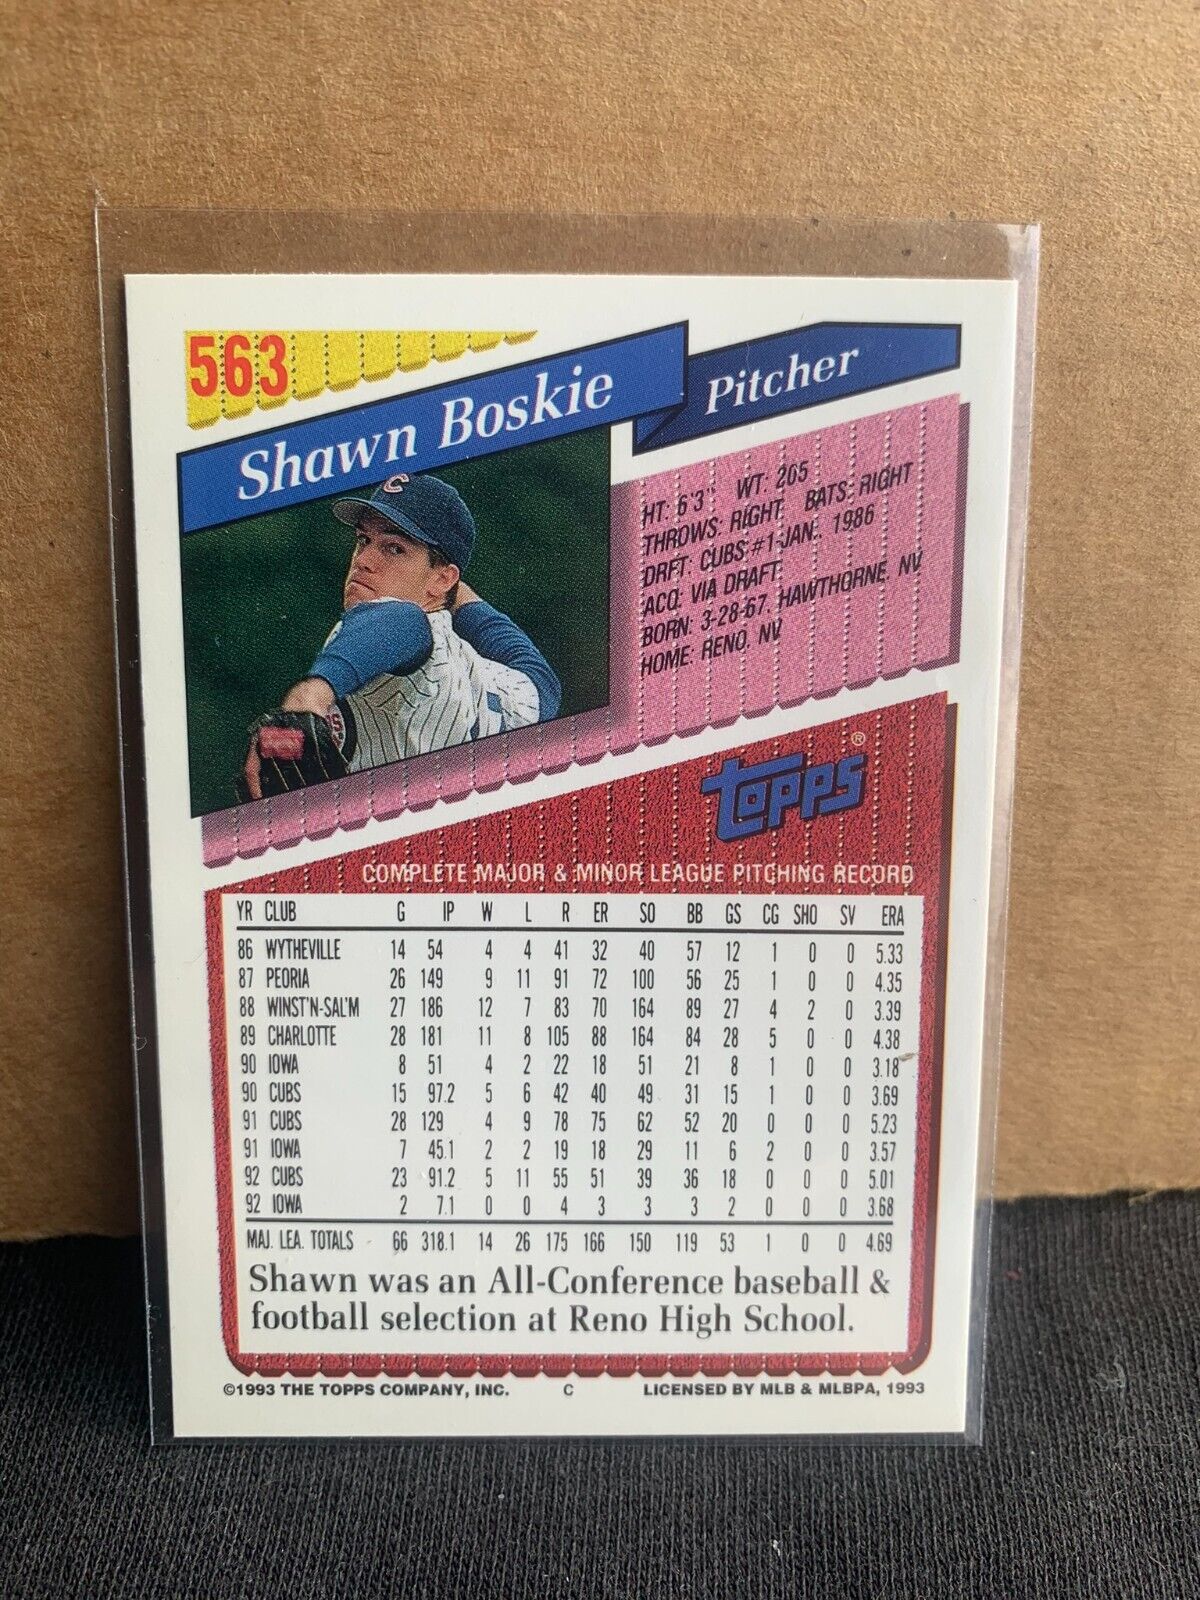 563
Shawn Boskie
Pitcher
HT: 6'3" WT: 205
THROWS: RIGHT BATS: RIGHT
DRFT: CUBS #1-JAN., 1986
ACQ: VIA DRAFT
BORN: 3-28-67, HAWTHORNE, NV
HOME: RENO, NV
C
TOPPS®
COMPLETE MAJOR & MINOR LEAGUE PITCHING RECORD
YR CLUB G IP W L R ER SO BB GS CG SHO SV ERA
86 WYTHEVILLE 14 54 4 4 41 32 40 57 12 1 0 0 5.33
87 PEORIA 26 149 9 11 91 72 100 56 25 1 0 0 4.35
88 WINST'N-SAL'M 27 186 12 7 83 70 164 89 27 4 2 0 3.39
89 CHARLOTTE 28 181 11 8 105 88 164 84 28 5 0 0 4.38
90 IOWA 8 51 4 2 22 18 51 21 8 1 0 0 3.18
90 CUBS 15 97.2 5 6 42 40 49 31 15 1 0 0 3.69
91 CUBS 28 129 4 9 78 75 62 52 20 0 0 0 5.23
91 IOWA 7 45.1 2 2 19 18 29 11 6 2 0 0 3.57
92 CUBS 23 91.2 5 11 55 51 39 36 18 0 0 0 5.01
92 IOWA 2 7.1 0 0 4 3 3 3 2 0 0 0 3.68
MAJ. LEA. TOTALS 66 318.1 14 26 175 166 150 119 53 1 0 0 4.69
Shawn was an All-Conference baseball &
football selection at Reno High School.
©1993 THE TOPPS COMPANY, INC. C LICENSED BY MLB & MLBPA, 1993